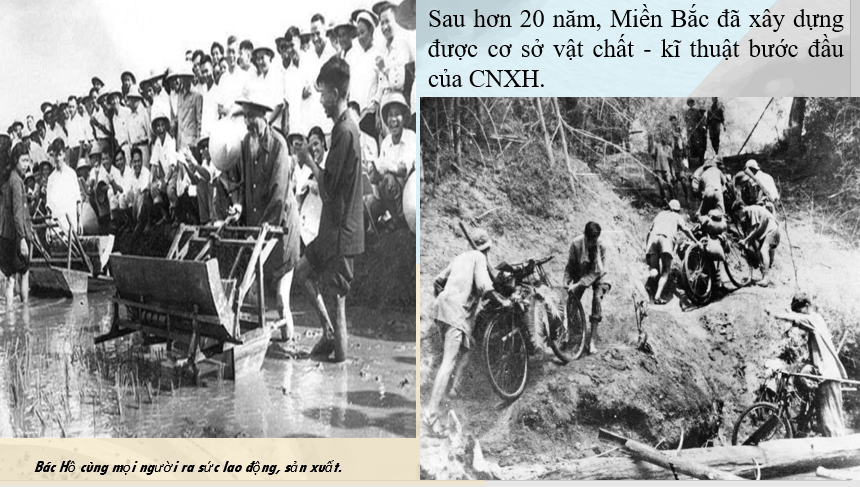 Sau hơn 20 năm, Miền Bắc đã xây dựng
được cơ sở vật chất - kĩ thuật bước đầu
của CNXH.
Bác Hồ cùng mọi người ra sức lao động, sản xuất.